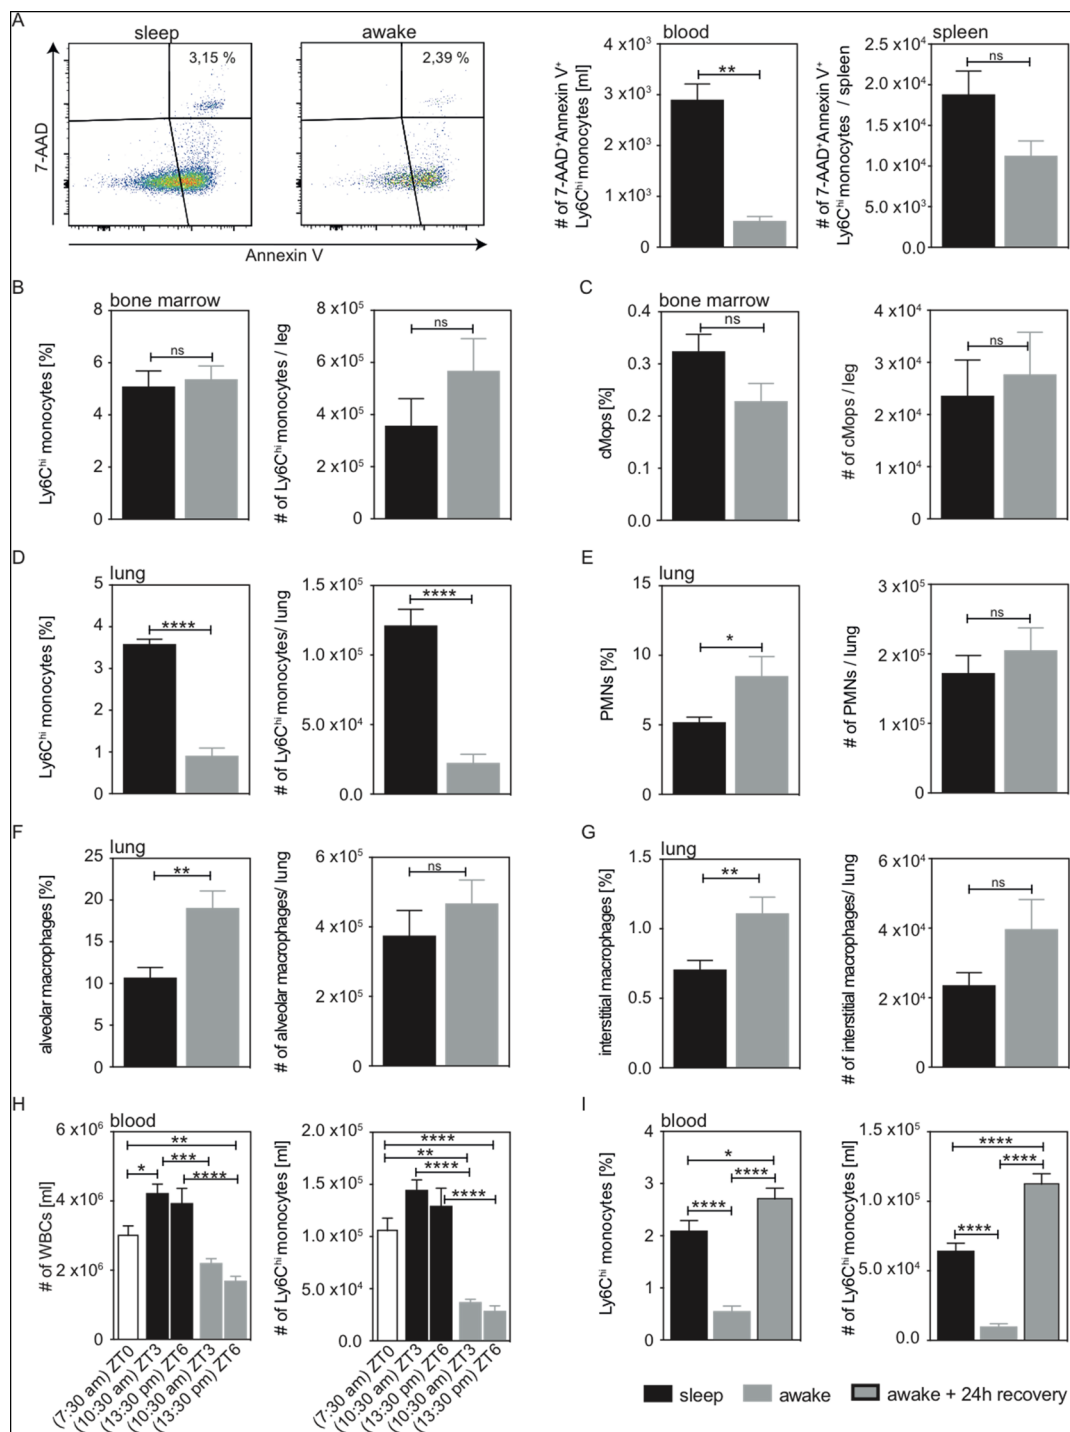 A
sleep
awake
3,15 %
2,39 %
7-AAD
Annexin V
blood
# of 7-AAD⁺Annexin V⁺
Ly6Cʰⁱ monocytes [ml]
4 x10³
3 x10³
2 x10³
1 x10³
0
**
spleen
# of 7-AAD⁺Annexin V⁺
Ly6Cʰⁱ monocytes / spleen
2.5 x10⁴
2.0 x10⁴
1.5 x10⁴
1.0 x10⁴
5.0 x10³
0.0
ns
B
bone marrow
Ly6Cʰⁱ monocytes [%]
8
6
4
2
0
ns
# of Ly6Cʰⁱ monocytes / leg
8 x10⁵
6 x10⁵
4 x10⁵
2 x10⁵
0
ns
C
bone marrow
cMops [%]
0.4
0.3
0.2
0.1
0.0
ns
# of cMops / leg
4 x10⁴
3 x10⁴
2 x10⁴
1 x10⁴
0
ns
D
lung
Ly6Cʰⁱ monocytes [%]
5
4
3
2
1
0
****
# of Ly6Cʰⁱ monocytes/ lung
1.5 x10⁵
1.0 x10⁵
5.0 x10⁴
0.0
****
E
lung
PMNs [%]
15
10
5
0
*
# of PMNs / lung
3 x10⁵
2 x10⁵
1 x10⁵
0
ns
F
lung
alveolar macrophages [%]
25
20
15
10
5
0
**
# of alveolar macrophages/ lung
6 x10⁵
4 x10⁵
2 x10⁵
0
ns
G
lung
interstitial macrophages [%]
1.5
1.0
0.5
0.0
**
# of interstitial macrophages/ lung
6 x10⁴
4 x10⁴
2 x10⁴
0
ns
H
blood
# of WBCs [ml]
6 x10⁶
4 x10⁶
2 x10⁶
0
**
***
*
****
(7:30 am) ZT0
(10:30 am) ZT3
(13:30 pm) ZT6
(10:30 am) ZT3
(13:30 pm) ZT6
# of Ly6Cʰⁱ monocytes [ml]
2.0 x10⁵
1.5 x10⁵
1.0 x10⁵
5.0 x10⁴
0.0
****
**
****
****
(7:30 am) ZT0
(10:30 am) ZT3
(13:30 pm) ZT6
(10:30 am) ZT3
(13:30 pm) ZT6
I
blood
Ly6Cʰⁱ monocytes [%]
4
3
2
1
0
*
****
****
# of Ly6Cʰⁱ monocytes [ml]
1.5 x10⁵
1.0 x10⁵
5.0 x10⁴
0.0
****
****
****
sleep
awake
awake + 24h recovery